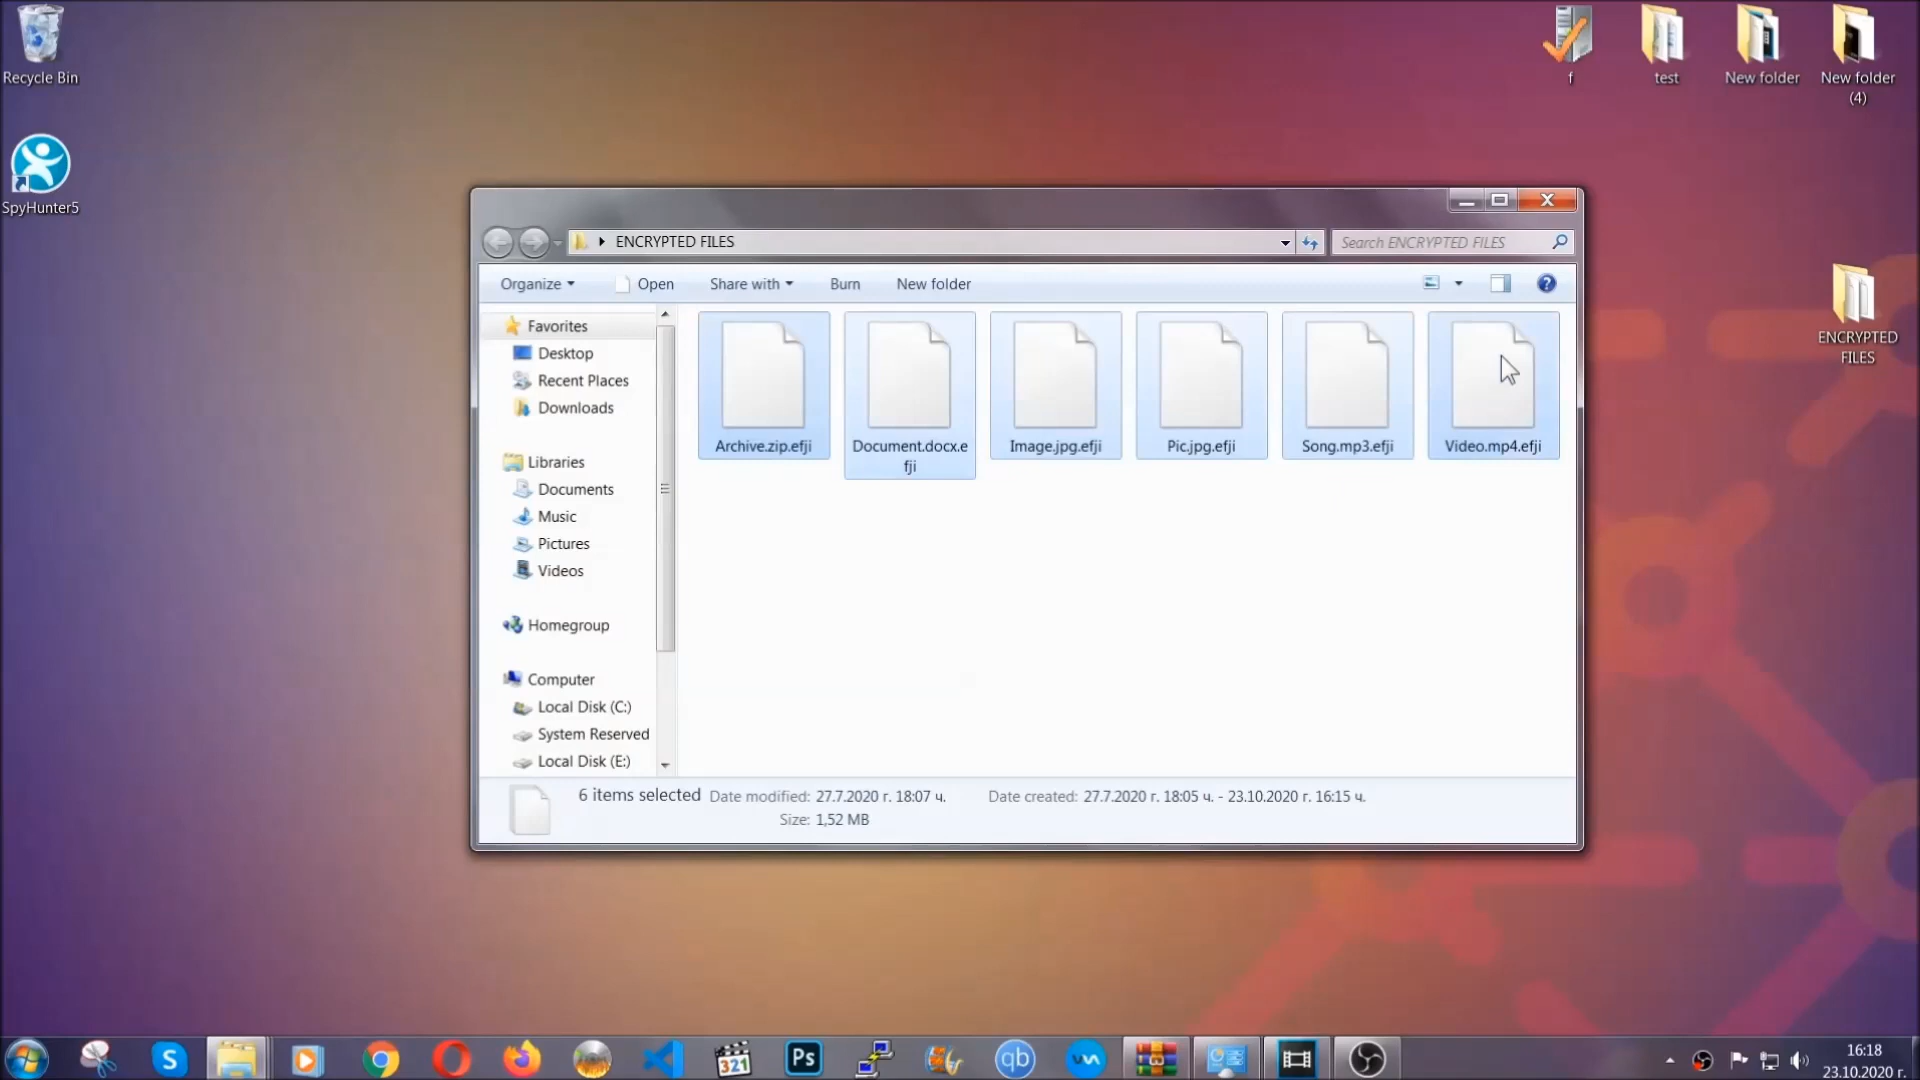 Recycle Bin
SpyHunter5
f
test
New folder
New folder
(4)
ENCRYPTED
FILES
ENCRYPTED FILES
Search ENCRYPTED FILES
Organize
Open
Share with
Burn
New folder
Favorites
Desktop
Recent Places
Downloads
Libraries
Documents
Music
Pictures
Videos
Homegroup
Computer
Local Disk (C:)
System Reserved
Local Disk (E:)
Archive.zip.efji
Document.docx.e
fji
Image.jpg.efji
Pic.jpg.efji
Song.mp3.efji
Video.mp4.efji
6 items selected Date modified: 27.7.2020 г. 18:07 ч. Date created: 27.7.2020 г. 18:05 ч. - 23.10.2020 г. 16:15 ч.
Size: 1,52 MB
S
321
Ps
qb
16:18
23.10.2020 г.